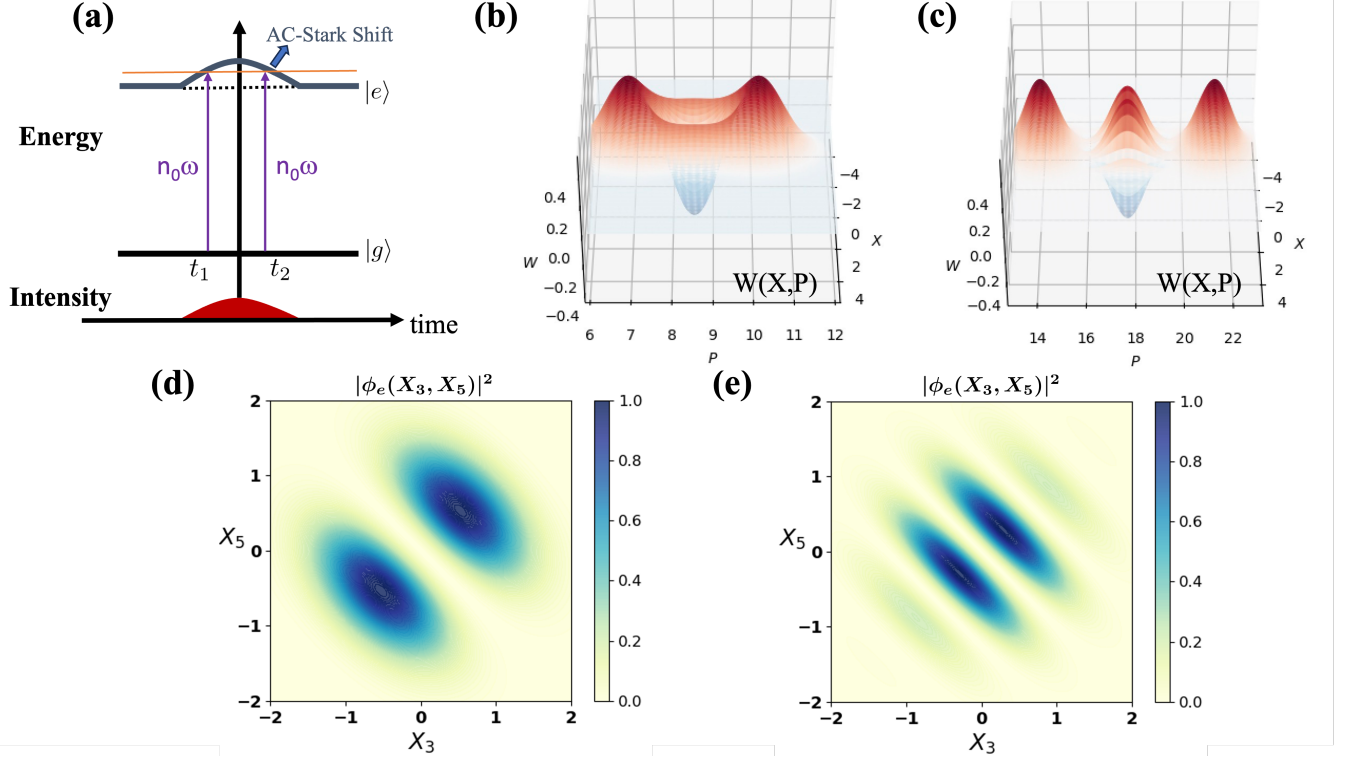 (a)
AC-Stark Shift
|e⟩
Energy
n₀ω n₀ω
|g⟩
t₁ t₂
Intensity
time
(b)
0.4
0.2
0.0
−0.2
−0.4
W
6 7 8 9 10 11 12
P
−4
−2
0
2
4
X
W(X,P)
(c)
0.4
0.2
0.0
−0.2
−0.4
W
14 16 18 20 22
P
−4
−2
0
2
4
X
W(X,P)
(d)
|ϕₑ(X₃, X₅)|²
2
1
0
−1
−2
X₅
−2 −1 0 1 2
X₃
1.0
0.8
0.6
0.4
0.2
0.0
(e)
|ϕₑ(X₃, X₅)|²
2
1
0
−1
−2
X₅
−2 −1 0 1 2
X₃
1.0
0.8
0.6
0.4
0.2
0.0